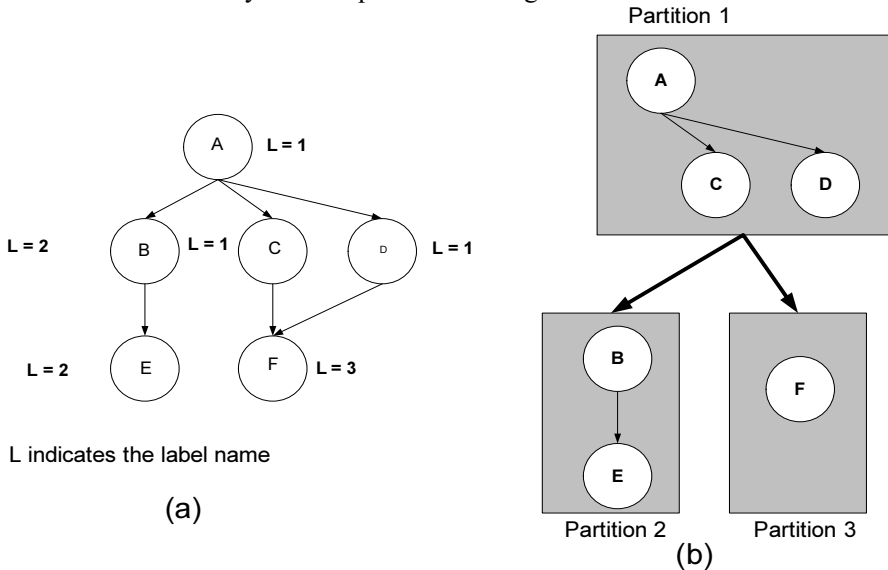 Partition 1
A
L = 1
A
C
D
L = 2
B
L = 1
C
D
L = 1
B
F
E
L = 2
E
F
L = 3
L indicates the label name
(a)
Partition 2
Partition 3
(b)